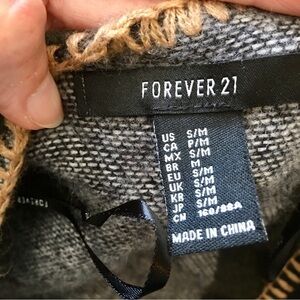 FOREVER 21
US S/M
CA P/M
MX S/M
BR M
EU S/M
UK S/M
KR S/M
JP S/M
CN 160/88A
MADE IN CHINA